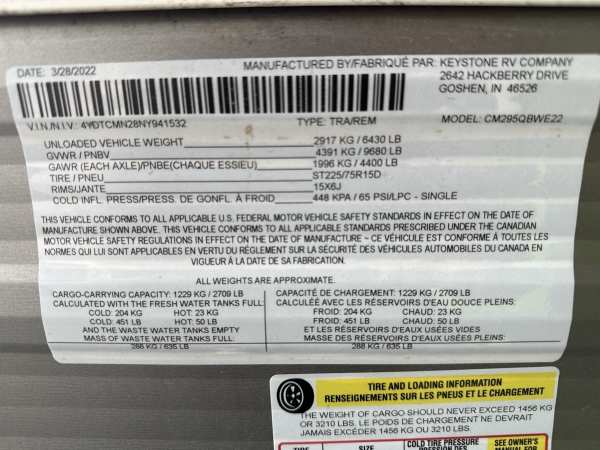 DATE: 3/28/2022
MANUFACTURED BY/FABRIQUÉ PAR: KEYSTONE RV COMPANY
2642 HACKBERRY DRIVE
GOSHEN, IN 46526
V.I.N./N.I.V.: 4YDTCMN28NY941532 TYPE: TRA/REM MODEL: CM295QBWE22
UNLOADED VEHICLE WEIGHT 2917 KG / 6430 LB
GVWR / PNBV 4391 KG / 9680 LB
GAWR (EACH AXLE)/PNBE(CHAQUE ESSIEU) 1996 KG / 4400 LB
TIRE / PNEU ST225/75R15D
RIMS/JANTE 15X6J
COLD INFL. PRESS./PRESS. DE GONFL. À FROID 448 KPA / 65 PSI/LPC - SINGLE
THIS VEHICLE CONFORMS TO ALL APPLICABLE U.S. FEDERAL MOTOR VEHICLE SAFETY STANDARDS IN EFFECT ON THE DATE OF
MANUFACTURE SHOWN ABOVE. THIS VEHICLE CONFORMS TO ALL APPLICABLE STANDARDS PRESCRIBED UNDER THE CANADIAN
MOTOR VEHICLE SAFETY REGULATIONS IN EFFECT ON THE DATE OF MANUFACTURE ~ CE VÉHICULE EST CONFORME À TOUTES LES
NORMES QUI LUI SONT APPLICABLES EN VERTU DU RÈGLEMENT SUR LA SÉCURITÉ DES VÉHICULES AUTOMOBILES DU CANADA EN
VIGUEUR À LA DATE DE SA FABRICATION.
ALL WEIGHTS ARE APPROXIMATE.
CARGO-CARRYING CAPACITY: 1229 KG / 2709 LB
CALCULATED WITH THE FRESH WATER TANKS FULL:
COLD: 204 KG HOT: 23 KG
COLD: 451 LB HOT: 50 LB
AND THE WASTE WATER TANKS EMPTY
MASS OF WASTE WATER TANKS FULL:
288 KG / 635 LB
CAPACITÉ DE CHARGEMENT: 1229 KG / 2709 LB
CALCULÉE AVEC LES RÉSERVOIRS D'EAU DOUCE PLEINS:
FROID: 204 KG CHAUD: 23 KG
FROID: 451 LB CHAUD: 50 LB
ET LES RÉSERVOIRS D'EAUX USÉES VIDES
MASSE DES RÉSERVOIRS D'EAUX USÉES PLEINS:
288 KG / 635 LB
TIRE AND LOADING INFORMATION
RENSEIGNEMENTS SUR LES PNEUS ET LE CHARGEMENT
THE WEIGHT OF CARGO SHOULD NEVER EXCEED 1456 KG
OR 3210 LBS. LE POIDS DE CHARGEMENT NE DEVRAIT
JAMAIS EXCÉDER 1456 KG OU 3210 LBS.
TIRE SIZE COLD TIRE PRESSURE SEE OWNER'S
MANUAL FOR